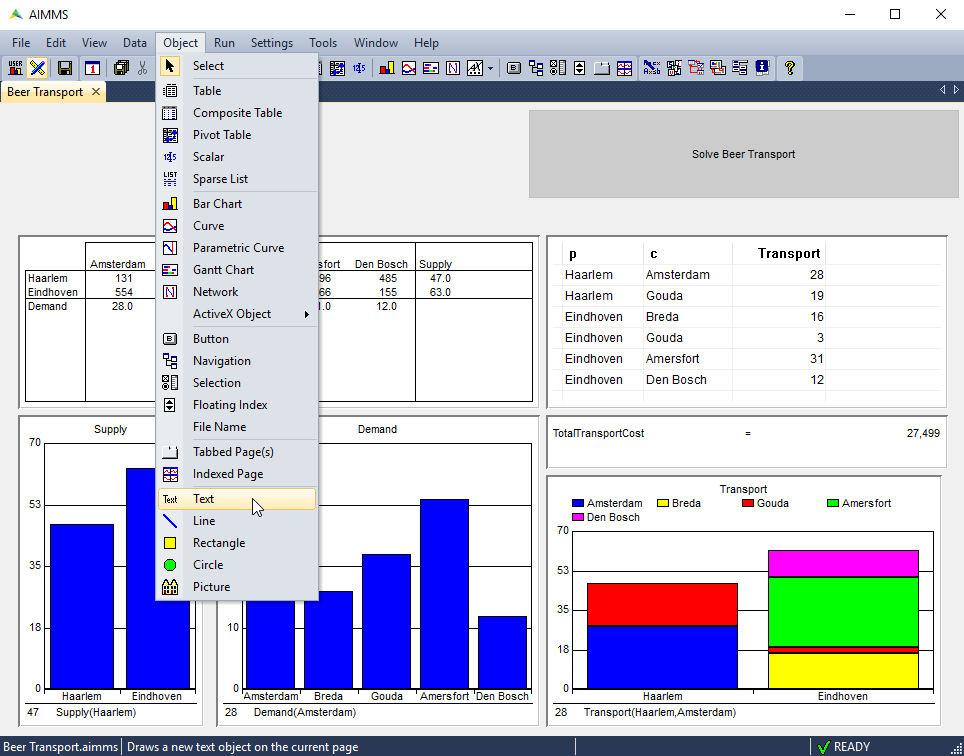 AIMMS
File Edit View Data Object Run Settings Tools Window Help
Beer Transport
Select
Table
Composite Table
Pivot Table
Scalar
Sparse List
Bar Chart
Curve
Parametric Curve
Gantt Chart
Network
ActiveX Object
Button
Navigation
Selection
Floating Index
File Name
Tabbed Page(s)
Indexed Page
Text Text
Line
Rectangle
Circle
Picture
Solve Beer Transport
Amsterdam sfort Den Bosch Supply
Haarlem 131 96 485 47.0
Eindhoven 554 66 155 63.0
Demand 28.0 .0 12.0
p c Transport
Haarlem Amsterdam 28
Haarlem Gouda 19
Eindhoven Breda 16
Eindhoven Gouda 3
Eindhoven Amersfort 31
Eindhoven Den Bosch 12
TotalTransportCost = 27,499
Supply
70
53
35
18
0
Haarlem Eindhoven
47 Supply(Haarlem)
Demand
10
0
Amsterdam Breda Gouda Amersfort Den Bosch
28 Demand(Amsterdam)
Transport
Amsterdam Breda Gouda Amersfort
Den Bosch
70
53
35
18
0
Haarlem Eindhoven
28 Transport(Haarlem,Amsterdam)
Beer Transport.aimms Draws a new text object on the current page READY